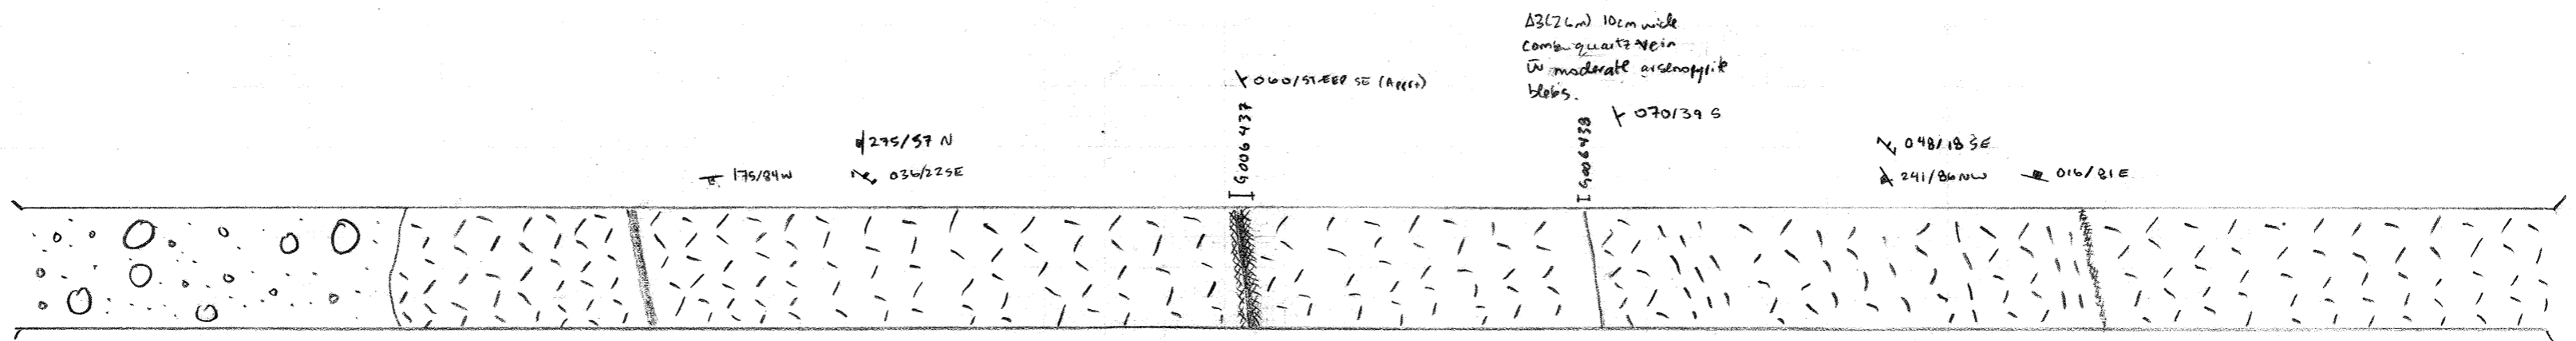 Δ3(26m) 10cm wide
comb quartz vein
w̄ moderate arsenopyrite
blebs.
060/STEEP SE (Approx)
070/39 S
G006437
G006438
275/57 N
175/84W
036/22SE
048/18 SE
241/86NW
016/81E